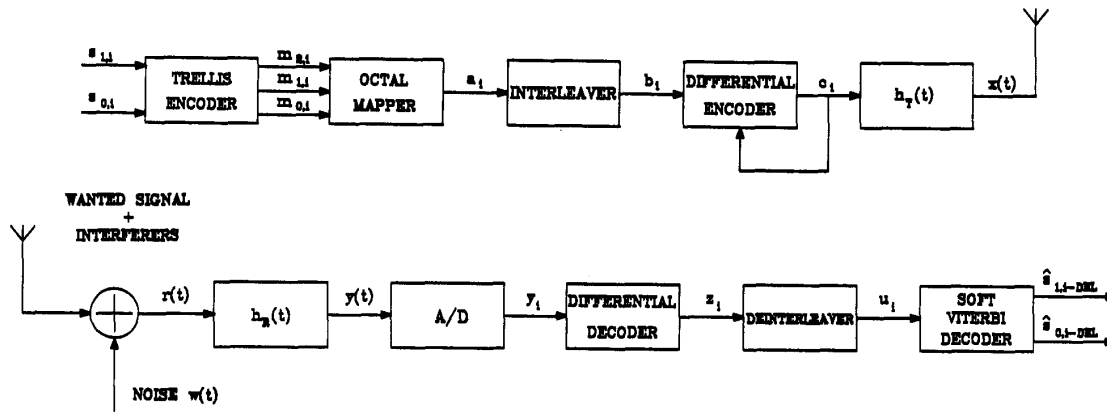 s 1,i
s 0,i
TRELLIS
ENCODER
m 2,i
m 1,i
m 0,i
OCTAL
MAPPER
a i
INTERLEAVER
b i
DIFFERENTIAL
ENCODER
c i
h T (t)
x(t)
WANTED SIGNAL
+
INTERFERERS
r(t)
NOISE w(t)
h R (t)
y(t)
A/D
y i
DIFFERENTIAL
DECODER
z i
DEINTERLEAVER
u i
SOFT
VITERBI
DECODER
ŝ 1,i-DEL
ŝ 0,i-DEL